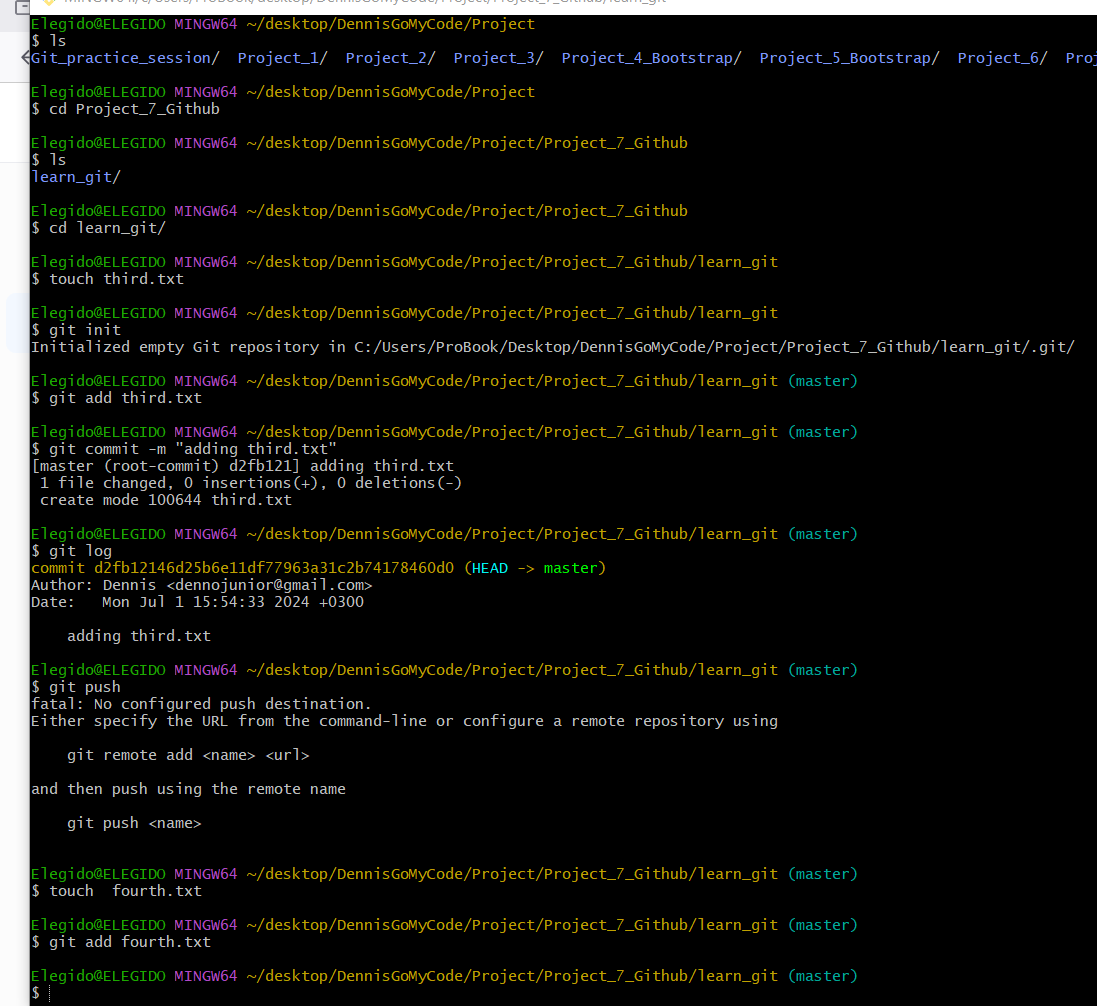 Elegido@ELEGIDO MINGW64 ~/desktop/DennisGoMyCode/Project
$ ls
Git_practice_session/  Project_1/  Project_2/  Project_3/  Project_4_Bootstrap/  Project_5_Bootstrap/  Project_6/
Elegido@ELEGIDO MINGW64 ~/desktop/DennisGoMyCode/Project
$ cd Project_7_Github
Elegido@ELEGIDO MINGW64 ~/desktop/DennisGoMyCode/Project/Project_7_Github
$ ls
learn_git/
Elegido@ELEGIDO MINGW64 ~/desktop/DennisGoMyCode/Project/Project_7_Github
$ cd learn_git/
Elegido@ELEGIDO MINGW64 ~/desktop/DennisGoMyCode/Project/Project_7_Github/learn_git
$ touch third.txt
Elegido@ELEGIDO MINGW64 ~/desktop/DennisGoMyCode/Project/Project_7_Github/learn_git
$ git init
Initialized empty Git repository in C:/Users/ProBook/Desktop/DennisGoMyCode/Project/Project_7_Github/learn_git/.git/
Elegido@ELEGIDO MINGW64 ~/desktop/DennisGoMyCode/Project/Project_7_Github/learn_git (master)
$ git add third.txt
Elegido@ELEGIDO MINGW64 ~/desktop/DennisGoMyCode/Project/Project_7_Github/learn_git (master)
$ git commit -m "adding third.txt"
[master (root-commit) d2fb121] adding third.txt
 1 file changed, 0 insertions(+), 0 deletions(-)
 create mode 100644 third.txt
Elegido@ELEGIDO MINGW64 ~/desktop/DennisGoMyCode/Project/Project_7_Github/learn_git (master)
$ git log
commit d2fb12146d25b6e11df77963a31c2b74178460d0 (HEAD -> master)
Author: Dennis <dennojunior@gmail.com>
Date:   Mon Jul 1 15:54:33 2024 +0300
    adding third.txt
Elegido@ELEGIDO MINGW64 ~/desktop/DennisGoMyCode/Project/Project_7_Github/learn_git (master)
$ git push
fatal: No configured push destination.
Either specify the URL from the command-line or configure a remote repository using
    git remote add <name> <url>
and then push using the remote name
    git push <name>
Elegido@ELEGIDO MINGW64 ~/desktop/DennisGoMyCode/Project/Project_7_Github/learn_git (master)
$ touch  fourth.txt
Elegido@ELEGIDO MINGW64 ~/desktop/DennisGoMyCode/Project/Project_7_Github/learn_git (master)
$ git add fourth.txt
Elegido@ELEGIDO MINGW64 ~/desktop/DennisGoMyCode/Project/Project_7_Github/learn_git (master)
$